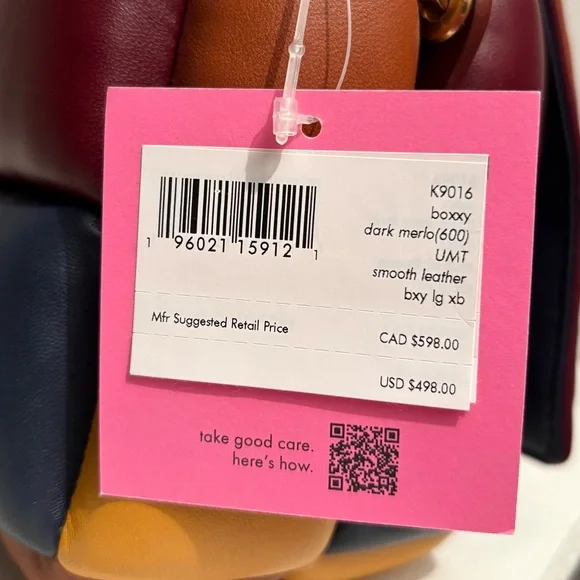 K9016
boxxy
dark merlo(600)
UMT
smooth leather
bxy lg xb
1 96021 15912 1
Mfr Suggested Retail Price
CAD $598.00
USD $498.00
take good care.
here's how.